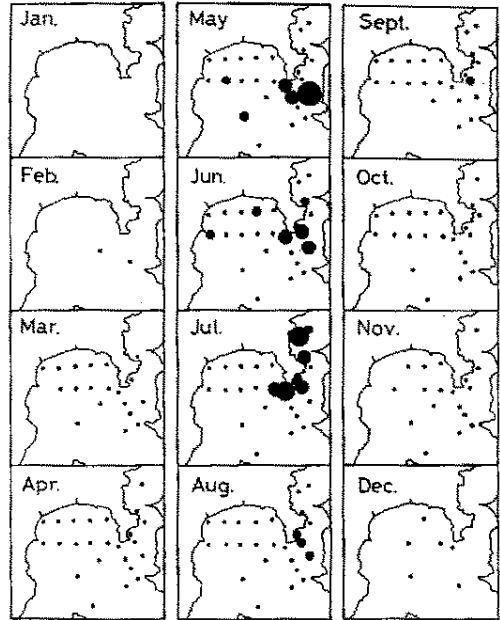 Jan.
May
Sept.
Feb.
Jun.
Oct.
Mar.
Jul.
Nov.
Apr.
Aug.
Dec.